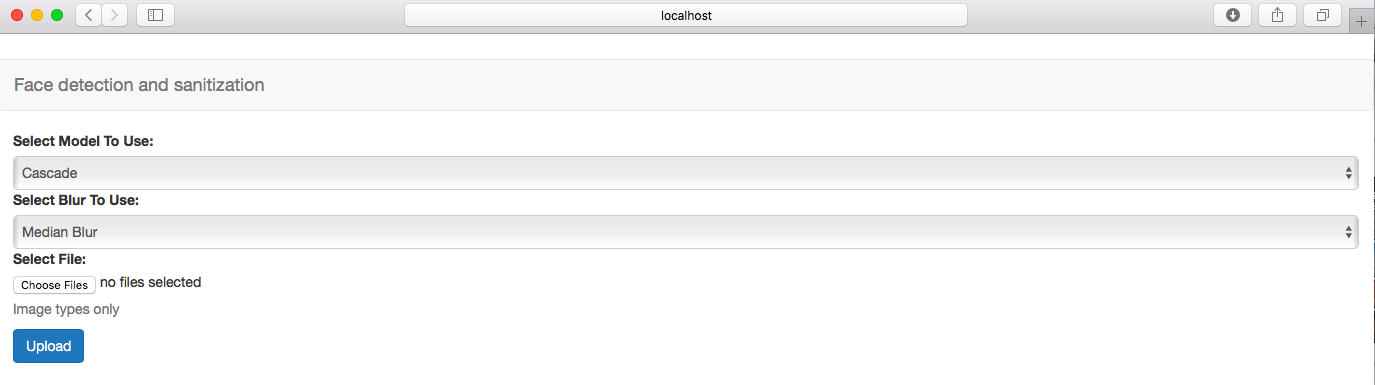 localhost
Face detection and sanitization
Select Model To Use:
Cascade
Select Blur To Use:
Median Blur
Select File:
Choose Files no files selected
Image types only
Upload